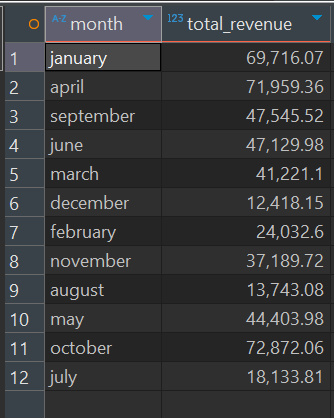 A-Z month 123 total_revenue
1 january 69,716.07
2 april 71,959.36
3 september 47,545.52
4 june 47,129.98
5 march 41,221.1
6 december 12,418.15
7 february 24,032.6
8 november 37,189.72
9 august 13,743.08
10 may 44,403.98
11 october 72,872.06
12 july 18,133.81